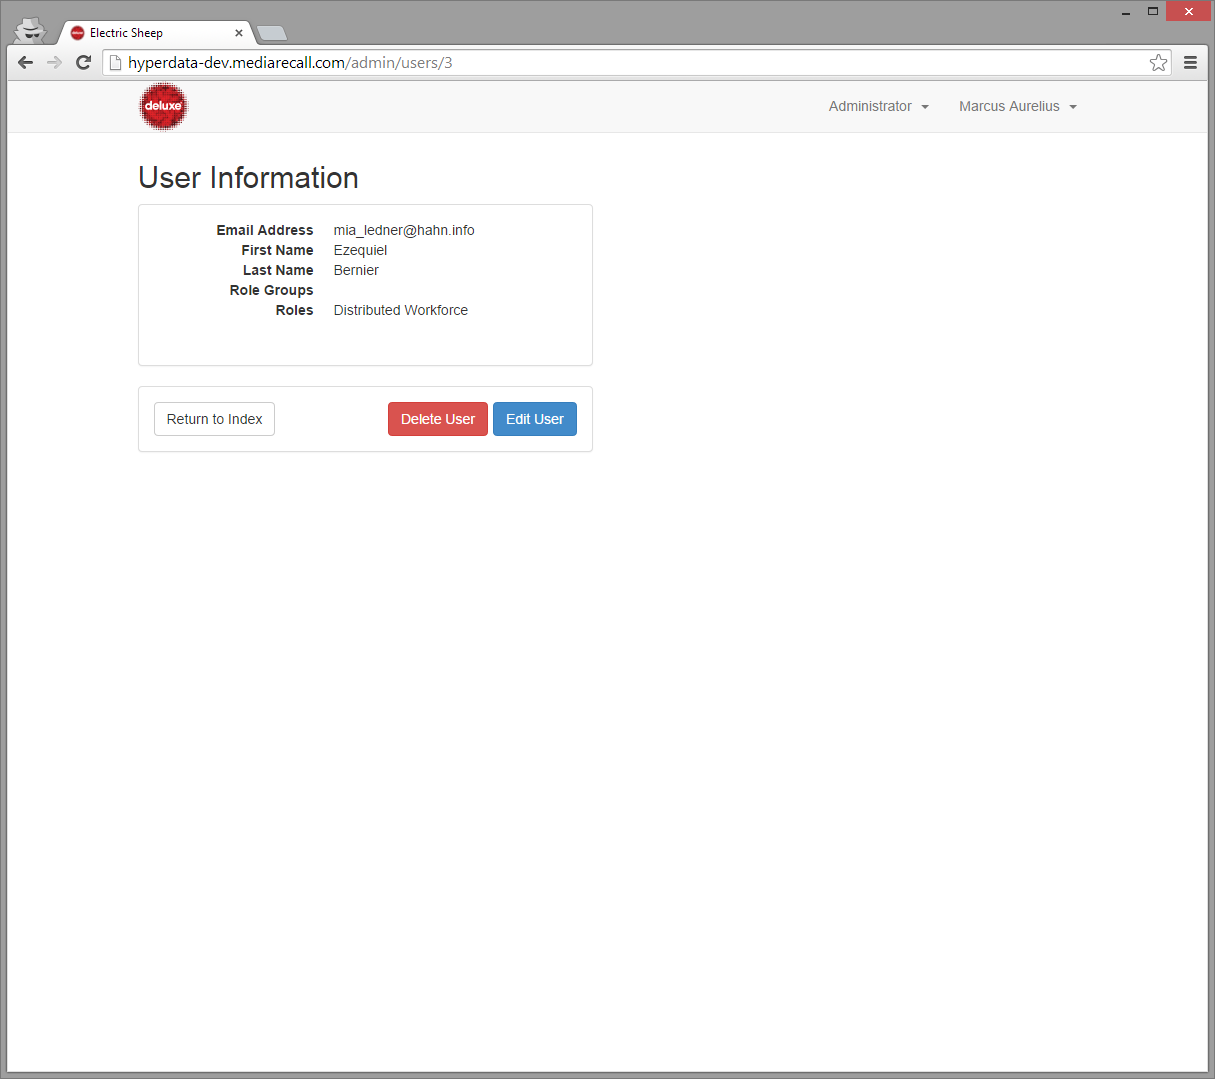 Electric Sheep
hyperdata-dev.mediarecall.com/admin/users/3
deluxe
Administrator
Marcus Aurelius
User Information
Email Address mia_ledner@hahn.info
First Name Ezequiel
Last Name Bernier
Role Groups
Roles Distributed Workforce
Return to Index
Delete User
Edit User